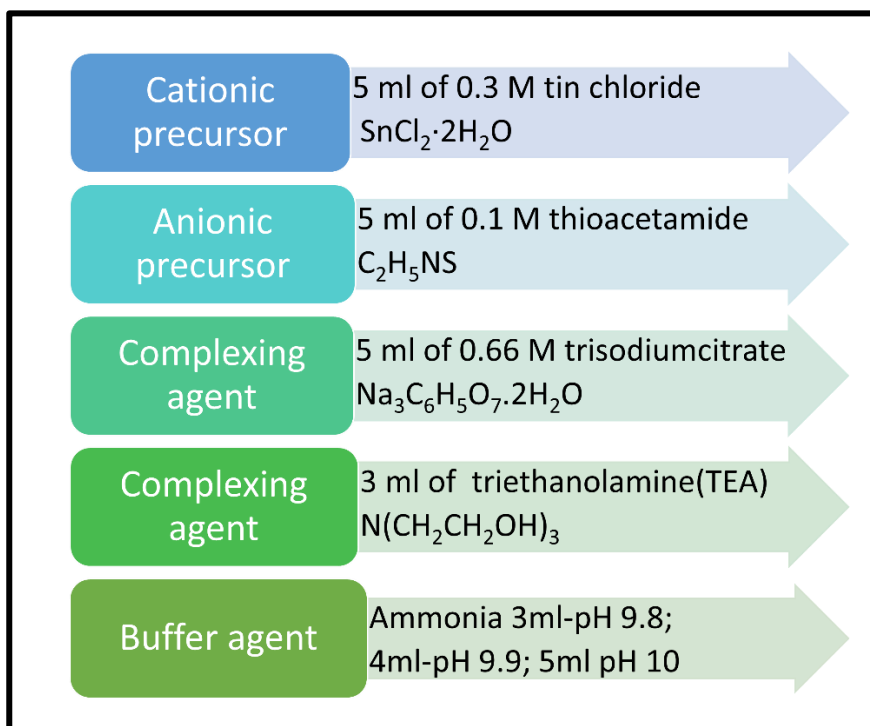 Cationic
precursor
5 ml of 0.3 M tin chloride
SnCl₂·2H₂O
Anionic
precursor
5 ml of 0.1 M thioacetamide
C₂H₅NS
Complexing
agent
5 ml of 0.66 M trisodiumcitrate
Na₃C₆H₅O₇.2H₂O
Complexing
agent
3 ml of  triethanolamine(TEA)
N(CH₂CH₂OH)₃
Buffer agent
Ammonia 3ml-pH 9.8;
4ml-pH 9.9; 5ml pH 10